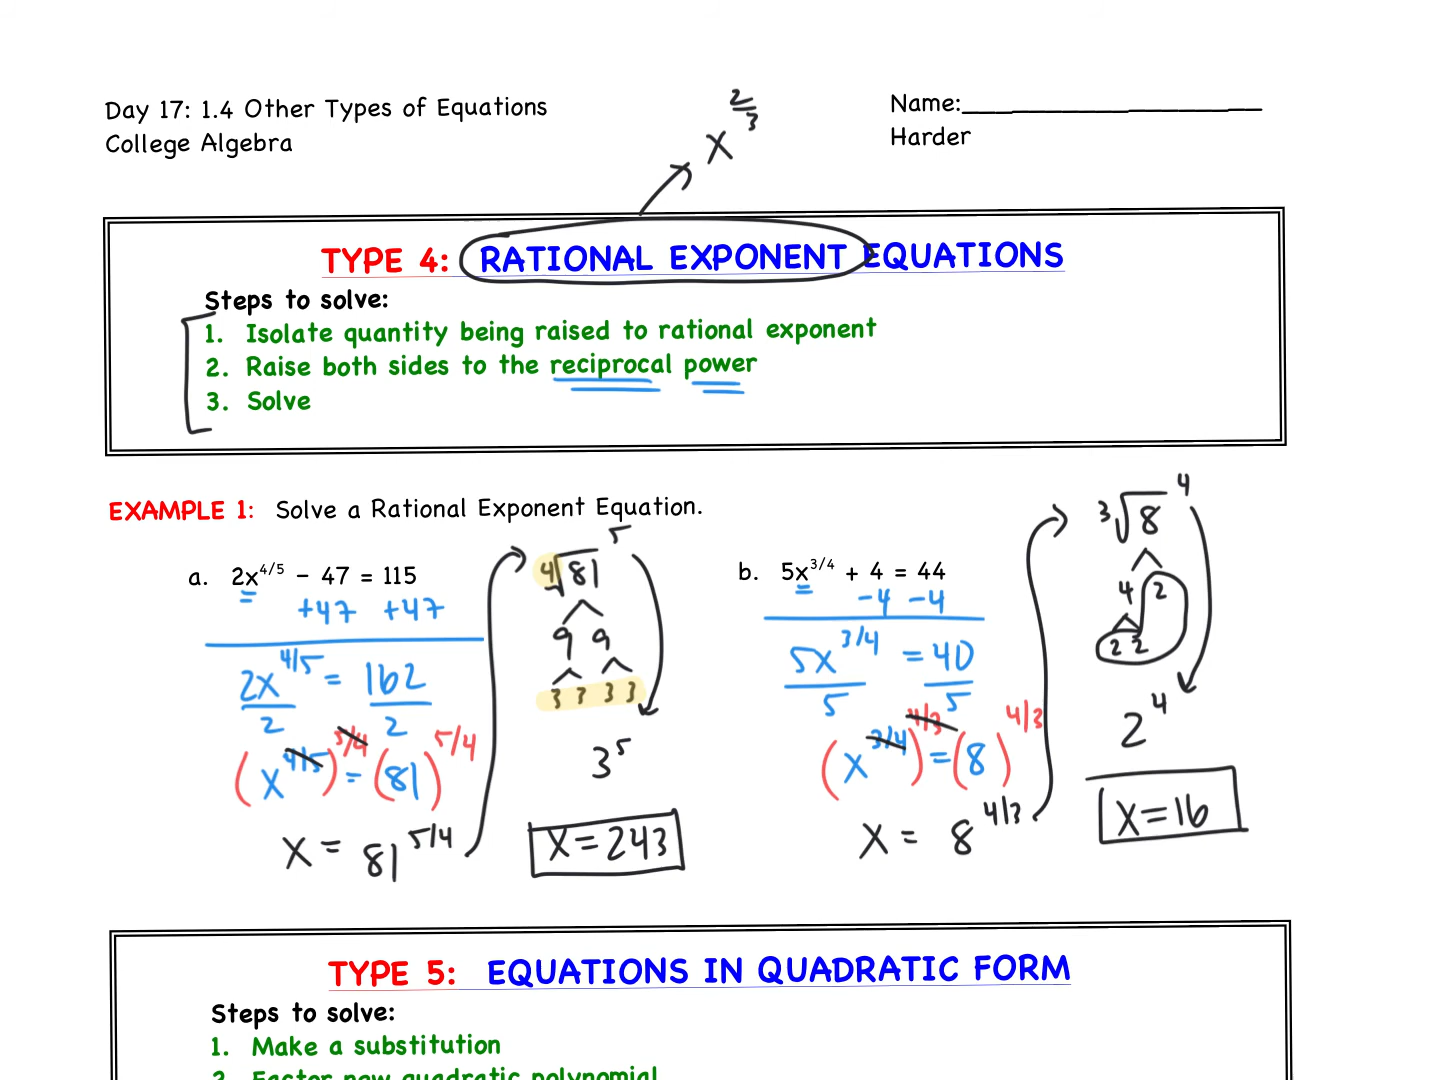 Day 17: 1.4 Other Types of Equations
College Algebra
Name:____________________
Harder
x^(2/3)
TYPE 4: RATIONAL EXPONENT EQUATIONS
Steps to solve:
1. Isolate quantity being raised to rational exponent
2. Raise both sides to the reciprocal power
3. Solve
EXAMPLE 1: Solve a Rational Exponent Equation.
a. 2x^(4/5) − 47 = 115
+47 +47
2x^(4/5) = 162
2 2
(x^(4/5))^(5/4) = (81)^(5/4)
x = 81^(5/4)
4√81 ^5
9 9
3 3 3 3
3^5
x = 243
b. 5x^(3/4) + 4 = 44
−4 −4
5x^(3/4) = 40
5 5
(x^(3/4))^(4/3) = (8)^(4/3)
x = 8^(4/3)
3√8 ^4
4 2
2 2
2^4
x = 16
TYPE 5: EQUATIONS IN QUADRATIC FORM
Steps to solve:
1. Make a substitution
2. Factor new quadratic polynomial